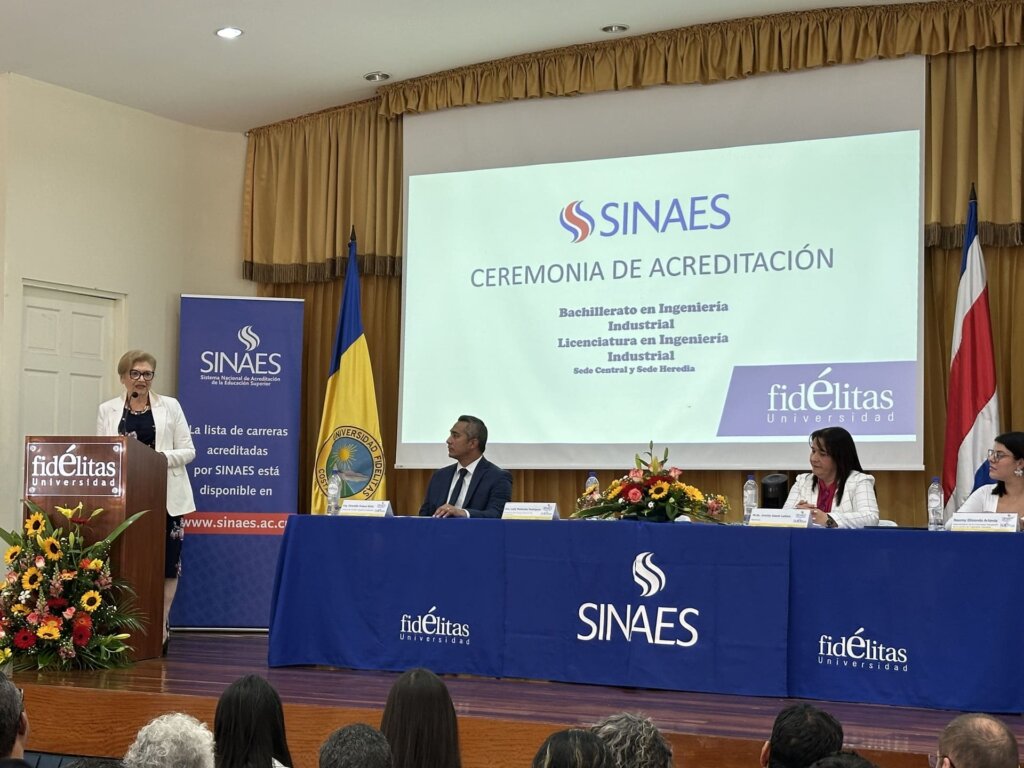 SINAES
CEREMONIA DE ACREDITACIÓN
Bachillerato en Ingeniería
Industrial
Licenciatura en Ingeniería
Industrial
Sede Central y Sede Heredia
fidélitas
Universidad
SINAES
Sistema Nacional de Acreditación
de la Educación Superior
La lista de carreras
acreditadas
por SINAES está
disponible en
www.sinaes.ac.c
fidélitas
Universidad
UNIVERSIDAD FIDELITAS
fidélitas
Universidad
SINAES
fidélitas
Universidad